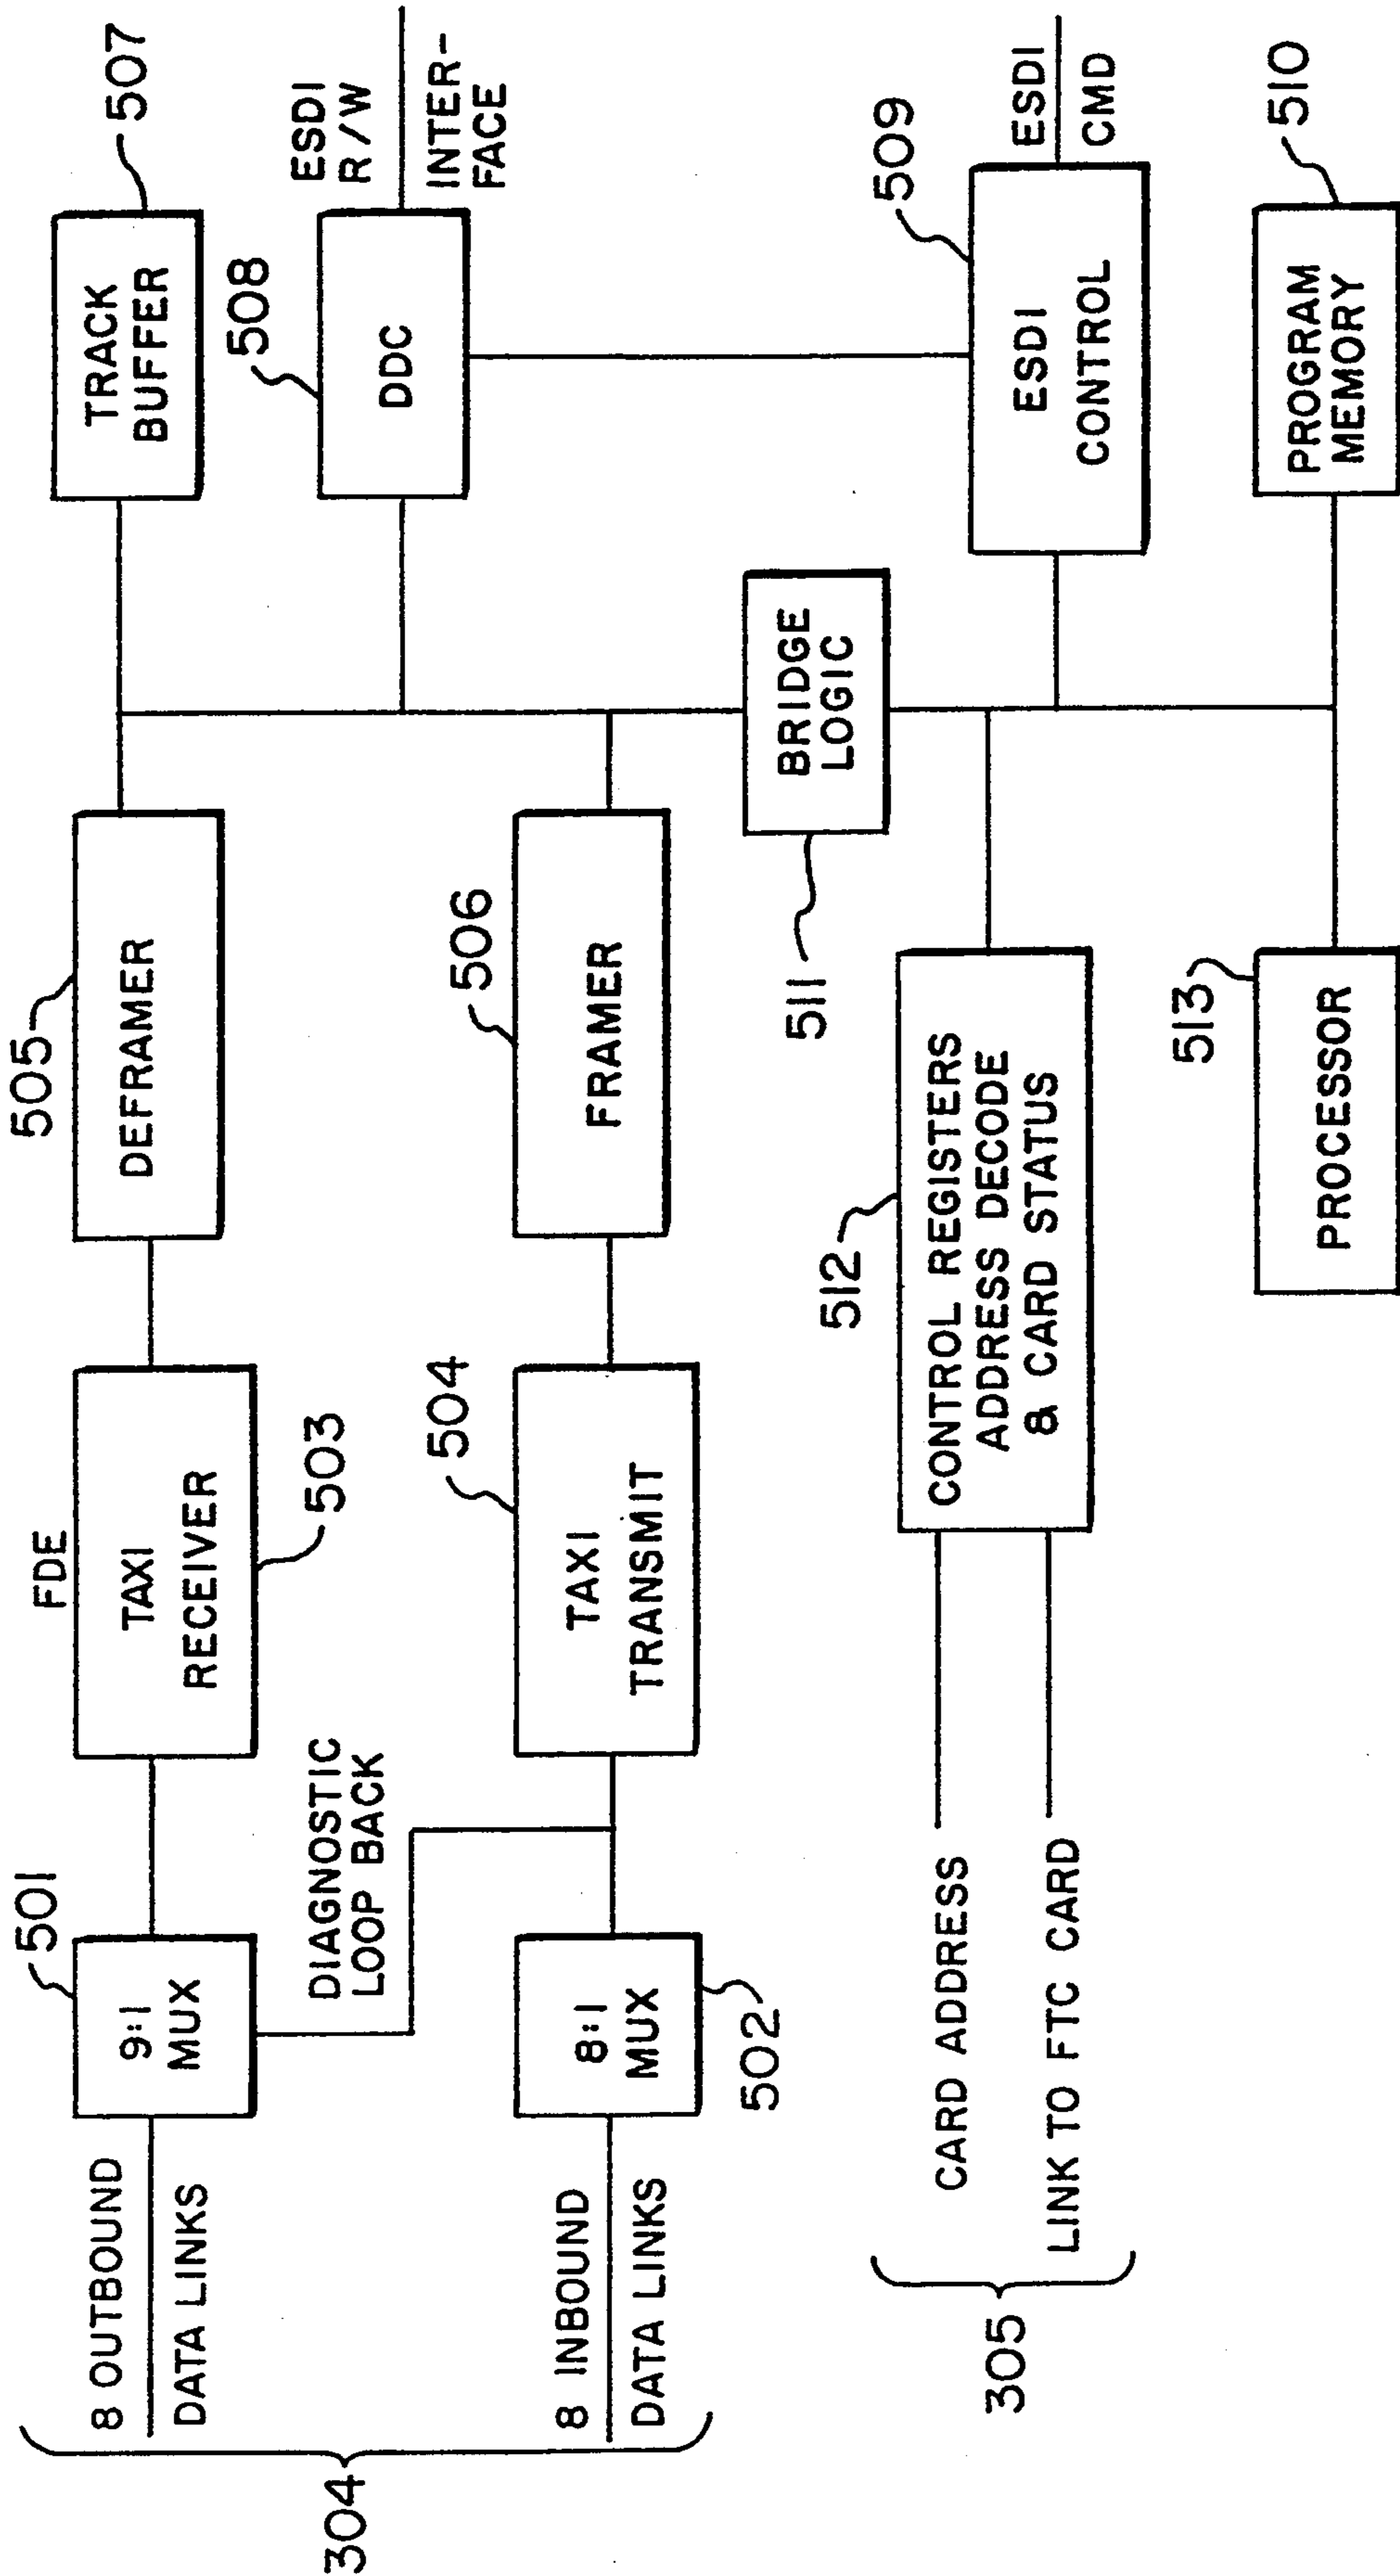 8 OUTBOUND
DATA LINKS
304
501
9:1
MUX
FDE
TAXI
RECEIVER
503
505
DEFRAMER
TRACK
BUFFER
507
DIAGNOSTIC
LOOP BACK
508
DDC
ESDI
R/W
INTER-
FACE
8 INBOUND
DATA LINKS
8:1
MUX
502
504
TAXI
TRANSMIT
506
FRAMER
511
BRIDGE
LOGIC
509
ESDI
CONTROL
ESDI
CMD
305
CARD ADDRESS
LINK TO FTC CARD
512
CONTROL REGISTERS
ADDRESS DECODE
& CARD STATUS
513
PROCESSOR
PROGRAM
MEMORY
510